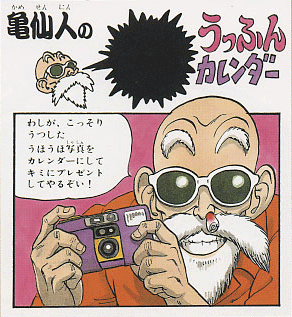 亀仙人の
うっふん
カレンダー
わしが、こっそり
うつした
うほうほ写真を
カレンダーにして
キミにプレゼント
してやるぞい！